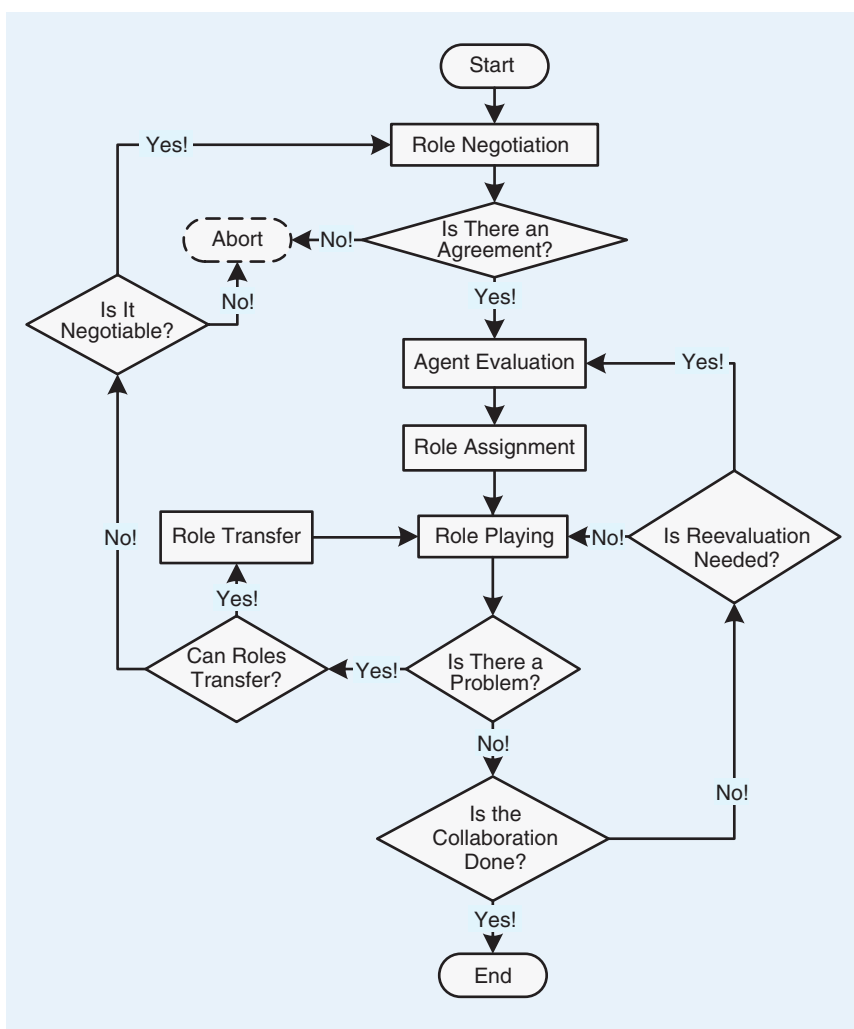 Start
Yes!
Role Negotiation
Abort
No!
Is There an
Agreement?
Is It
Negotiable?
No!
Yes!
Agent Evaluation
Yes!
Role Assignment
No!
Role Transfer
Role Playing
No!
Is Reevaluation
Needed?
Yes!
Can Roles
Transfer?
Yes!
Is There a
Problem?
No!
No!
Is the
Collaboration
Done?
Yes!
End